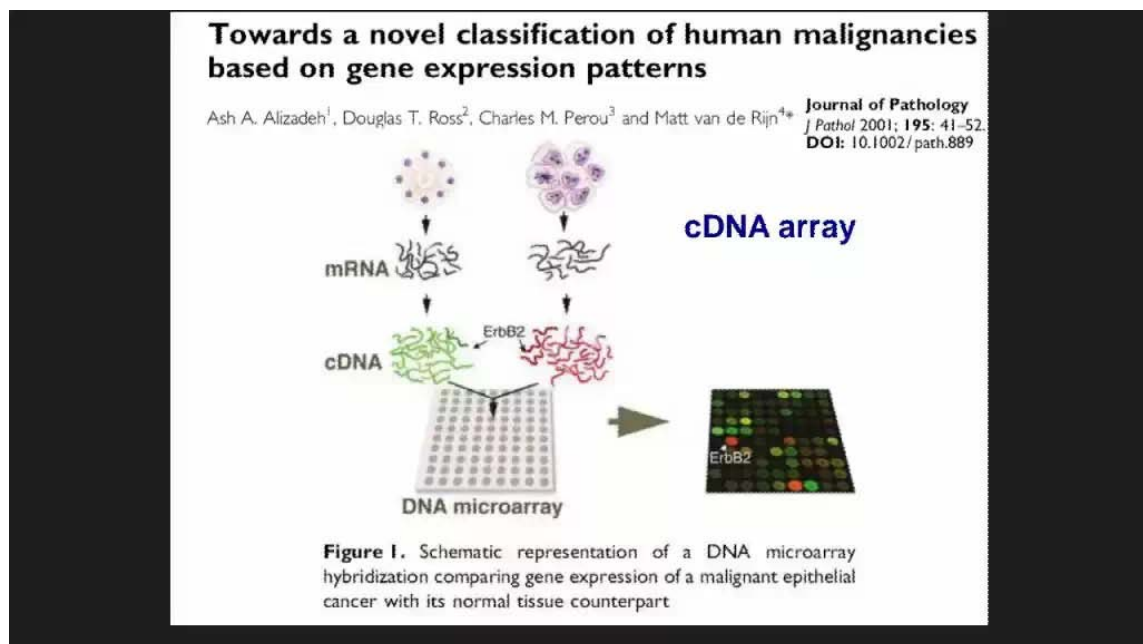 Towards a novel classification of human malignancies
based on gene expression patterns
Ash A. Alizadeh1, Douglas T. Ross2, Charles M. Perou3 and Matt van de Rijn4*
Journal of Pathology
J Pathol 2001; 195: 41–52.
DOI: 10.1002/path.889
cDNA array
mRNA
ErbB2
cDNA
ErbB2
DNA microarray
Figure 1. Schematic representation of a DNA microarray
hybridization comparing gene expression of a malignant epithelial
cancer with its normal tissue counterpart